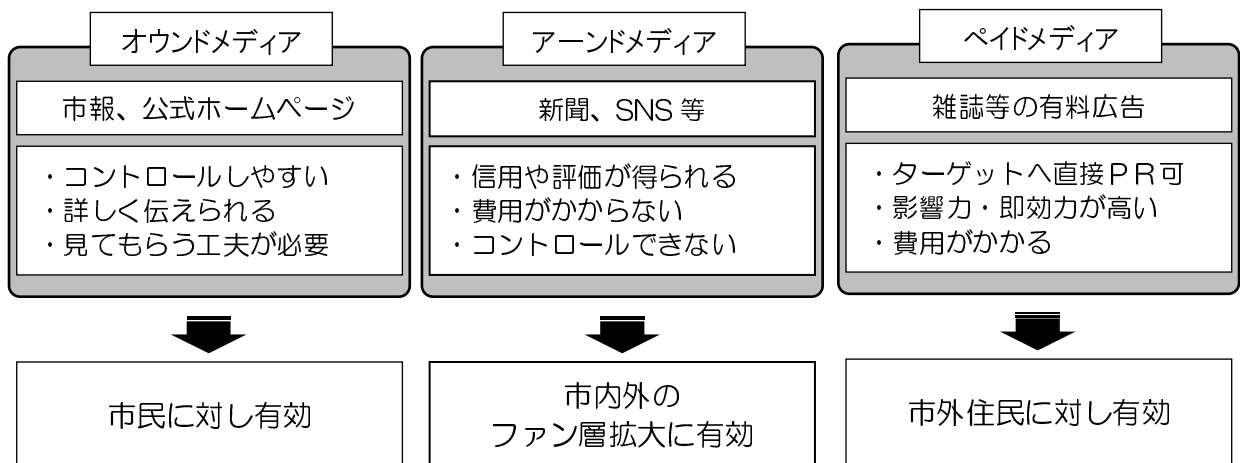 オウンドメディア
市報、公式ホームページ
・コントロールしやすい
・詳しく伝えられる
・見てもらう工夫が必要
市民に対し有効
アーンドメディア
新聞、SNS 等
・信用や評価が得られる
・費用がかからない
・コントロールできない
市内外の
ファン層拡大に有効
ペイドメディア
雑誌等の有料広告
・ターゲットへ直接ＰＲ可
・影響力・即効力が高い
・費用がかかる
市外住民に対し有効